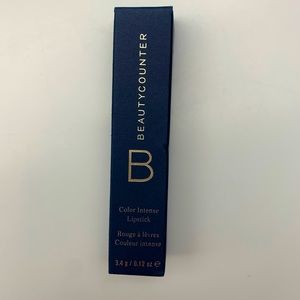 BEAUTYCOUNTER
B
Color Intense
Lipstick
Rouge à lèvres
Couleur intense
3.4 g / 0.12 oz ℮